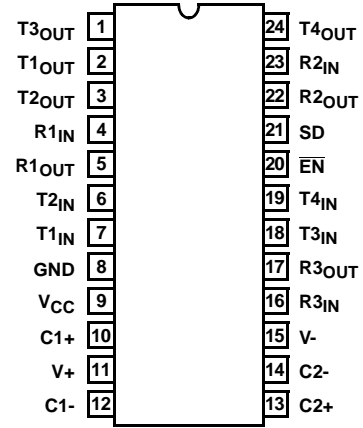 T3OUT 1 24 T4OUT
T1OUT 2 23 R2IN
T2OUT 3 22 R2OUT
R1IN 4 21 SD
R1OUT 5 20 E̅N̅
T2IN 6 19 T4IN
T1IN 7 18 T3IN
GND 8 17 R3OUT
VCC 9 16 R3IN
C1+ 10 15 V-
V+ 11 14 C2-
C1- 12 13 C2+